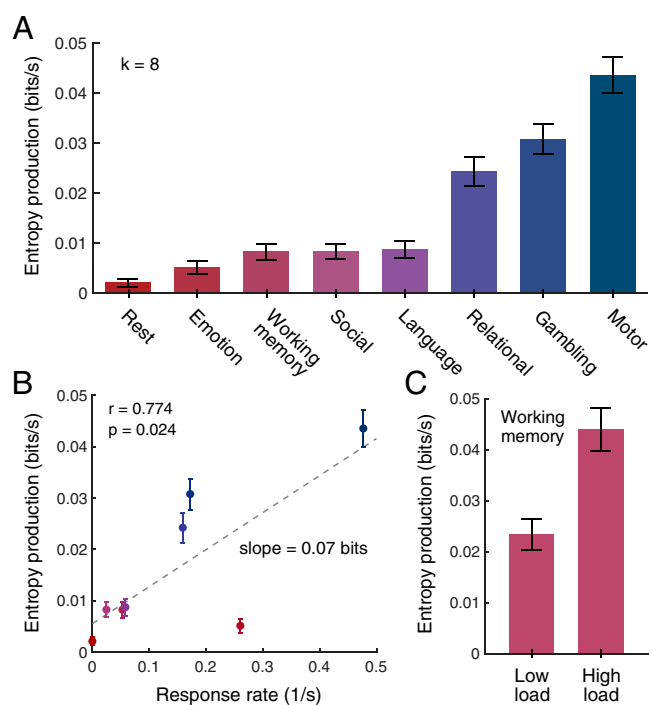 A
Entropy production (bits/s)
0.05
0.04
0.03
0.02
0.01
0
k = 8
Rest
Emotion
Working
memory
Social
Language
Relational
Gambling
Motor
B
Entropy production (bits/s)
0.05
0.04
0.03
0.02
0.01
0
r = 0.774
p = 0.024
slope = 0.07 bits
0
0.1
0.2
0.3
0.4
0.5
Response rate (1/s)
C
Entropy production (bits/s)
0.05
0.04
0.03
0.02
0.01
0
Working
memory
Low
load
High
load